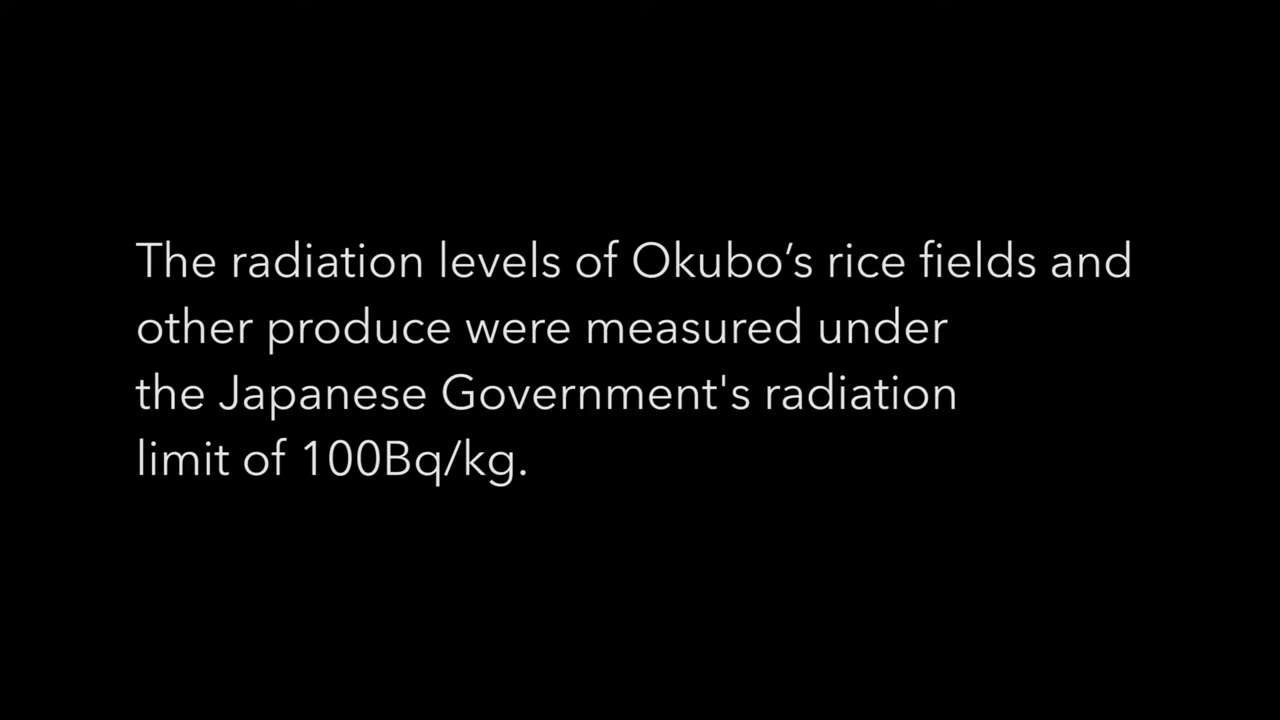 The radiation levels of Okubo’s rice fields and
other produce were measured under
the Japanese Government's radiation
limit of 100Bq/kg.